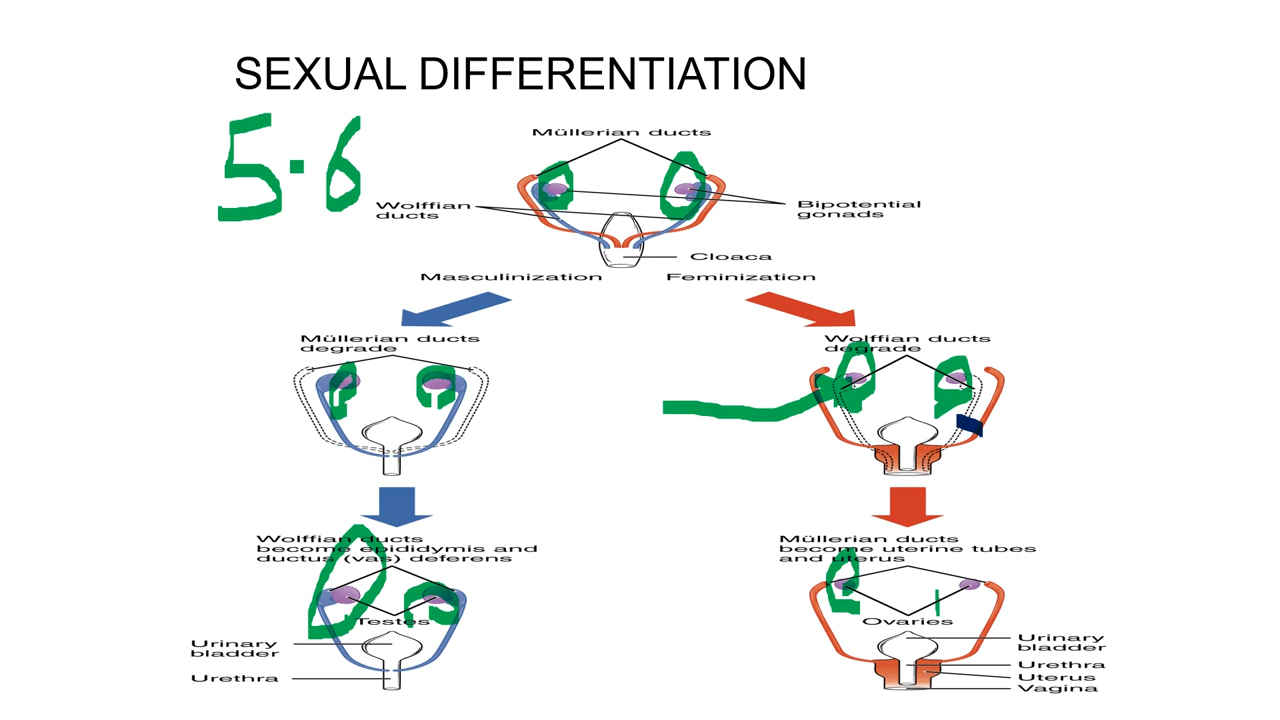 SEXUAL DIFFERENTIATION
5.6
Müllerian ducts
Wolffian
ducts
Bipotential
gonads
Cloaca
Masculinization
Feminization
Müllerian ducts
degrade
Wolffian ducts
degrade
Wolffian ducts
become epididymis and
ductus (vas) deferens
Müllerian ducts
become uterine tubes
and uterus
Testes
Ovaries
Urinary
bladder
Urethra
Urinary
bladder
Urethra
Uterus
Vagina